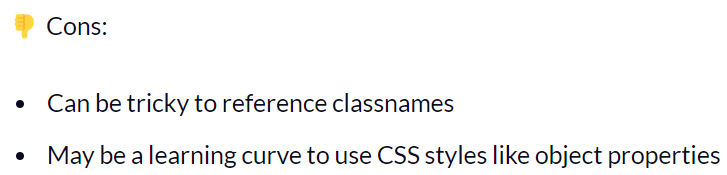 👎 Cons:
• Can be tricky to reference classnames
• May be a learning curve to use CSS styles like object properties